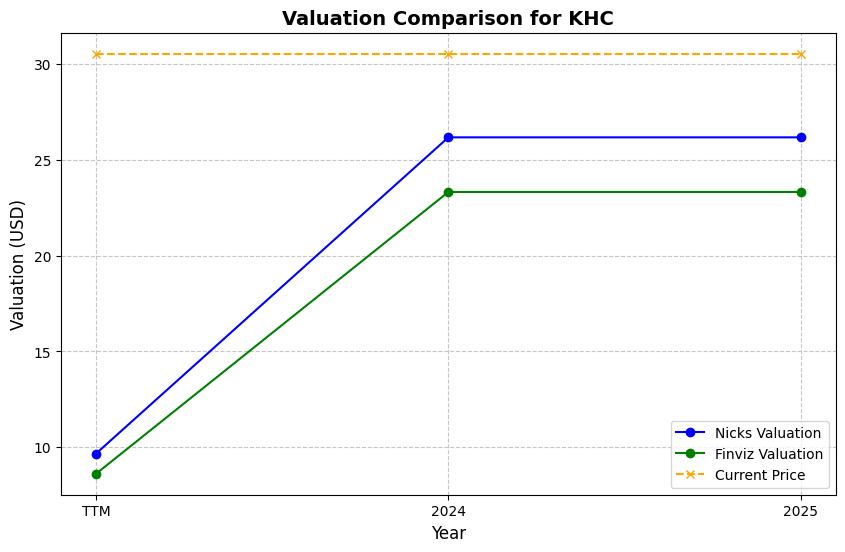 Valuation Comparison for KHC
Valuation (USD)
30
25
20
15
10
Nicks Valuation
Finviz Valuation
Current Price
TTM
2024
2025
Year